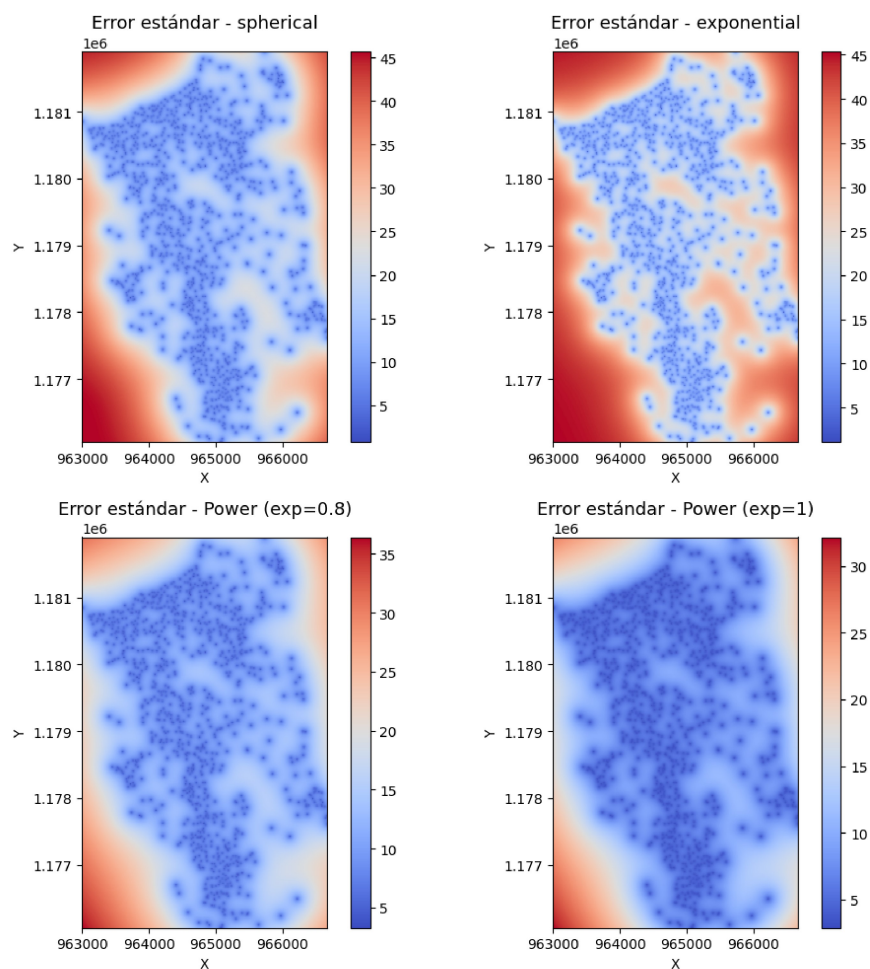 Error estándar - spherical
1e6
1.181
1.180
1.179
1.178
1.177
Y
963000 964000 965000 966000
X
45
40
35
30
25
20
15
10
5
Error estándar - exponential
1e6
1.181
1.180
1.179
1.178
1.177
Y
963000 964000 965000 966000
X
45
40
35
30
25
20
15
10
5
Error estándar - Power (exp=0.8)
1e6
1.181
1.180
1.179
1.178
1.177
Y
963000 964000 965000 966000
X
35
30
25
20
15
10
5
Error estándar - Power (exp=1)
1e6
1.181
1.180
1.179
1.178
1.177
Y
963000 964000 965000 966000
X
30
25
20
15
10
5